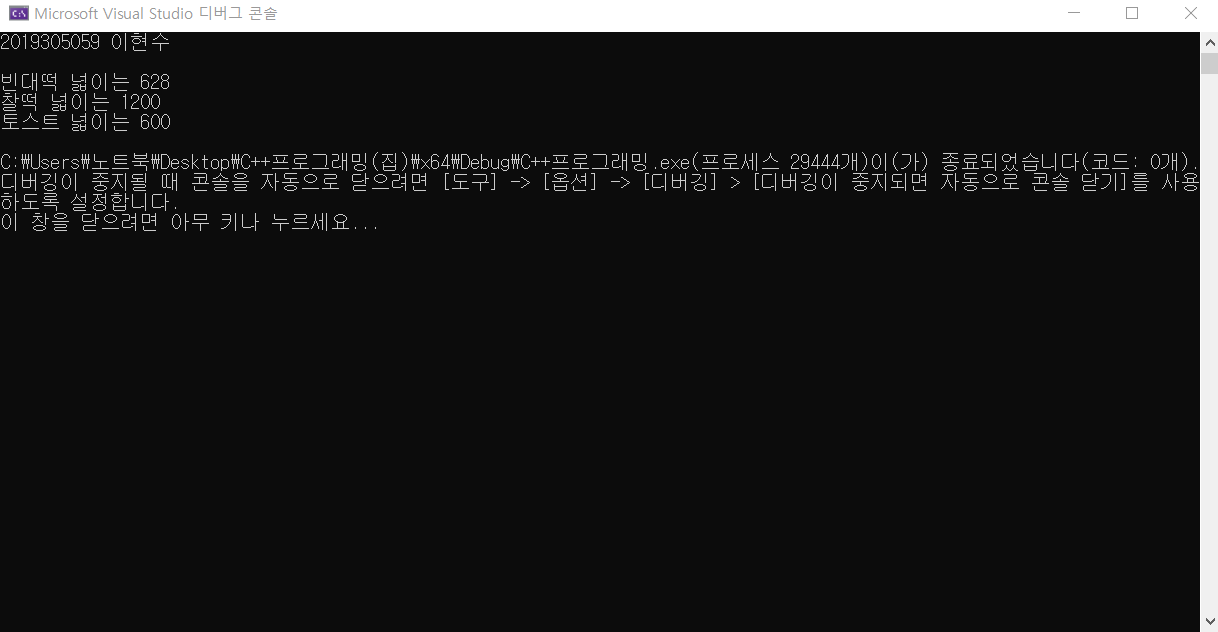 Microsoft Visual Studio 디버그 콘솔
2019305059 이현수
빈대떡 넓이는 628
찰떡 넓이는 1200
토스트 넓이는 600
C:₩Users₩노트북₩Desktop₩C++프로그래밍(집)₩x64₩Debug₩C++프로그래밍.exe(프로세스 29444개)이(가) 종료되었습니다(코드: 0개).
디버깅이 중지될 때 콘솔을 자동으로 닫으려면 [도구] -> [옵션] -> [디버깅] > [디버깅이 중지되면 자동으로 콘솔 닫기]를 사용
하도록 설정합니다.
이 창을 닫으려면 아무 키나 누르세요...